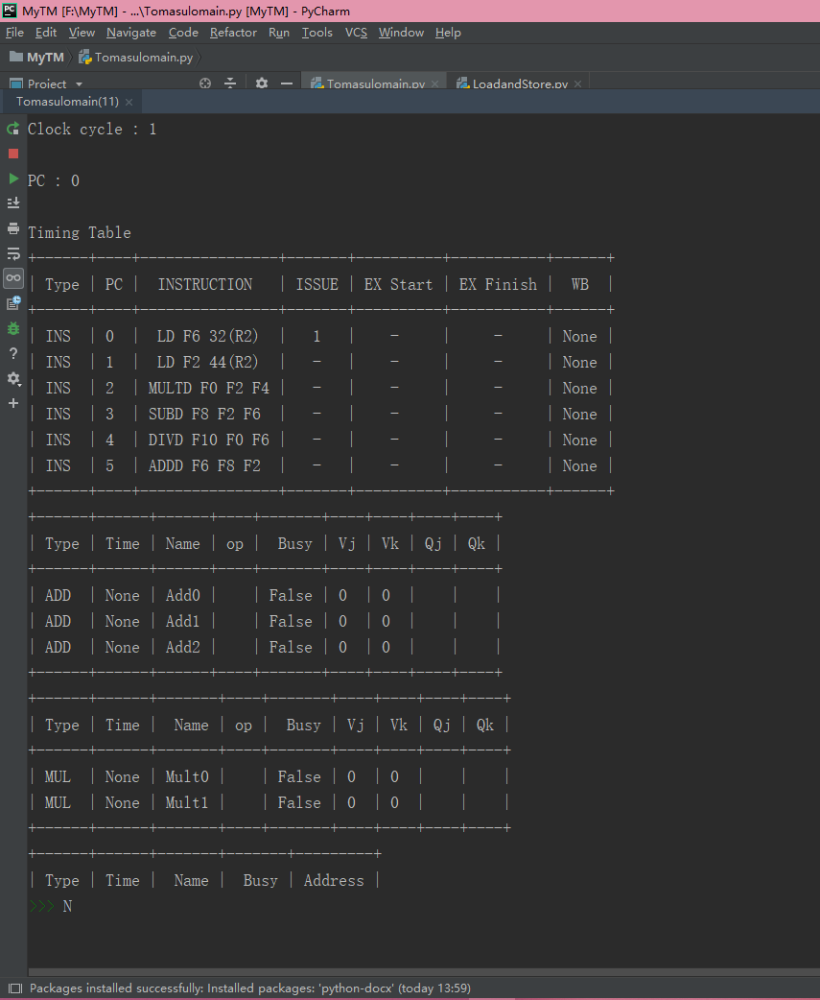 MyTM [F:\MyTM] - ...\Tomasulomain.py [MyTM] - PyCharm
File Edit View Navigate Code Refactor Run Tools VCS Window Help
MyTM Tomasulomain.py
Project Tomasulomain.py LoadandStore.py
Tomasulomain(11)
Clock cycle : 1
PC : 0
Timing Table
+------+----+----------------+-------+----------+-----------+------+
| Type | PC | INSTRUCTION | ISSUE | EX Start | EX Finish | WB |
+------+----+----------------+-------+----------+-----------+------+
| INS | 0 | LD F6 32(R2) | 1 | - | - | None |
| INS | 1 | LD F2 44(R2) | - | - | - | None |
| INS | 2 | MULTD F0 F2 F4 | - | - | - | None |
| INS | 3 | SUBD F8 F2 F6 | - | - | - | None |
| INS | 4 | DIVD F10 F0 F6 | - | - | - | None |
| INS | 5 | ADDD F6 F8 F2 | - | - | - | None |
+------+----+----------------+-------+----------+-----------+------+
+------+------+------+----+-------+----+----+----+----+
| Type | Time | Name | op | Busy | Vj | Vk | Qj | Qk |
+------+------+------+----+-------+----+----+----+----+
| ADD | None | Add0 | | False | 0 | 0 | | |
| ADD | None | Add1 | | False | 0 | 0 | | |
| ADD | None | Add2 | | False | 0 | 0 | | |
+------+------+------+----+-------+----+----+----+----+
+------+------+-------+----+-------+----+----+----+----+
| Type | Time | Name | op | Busy | Vj | Vk | Qj | Qk |
+------+------+-------+----+-------+----+----+----+----+
| MUL | None | Mult0 | | False | 0 | 0 | | |
| MUL | None | Mult1 | | False | 0 | 0 | | |
+------+------+-------+----+-------+----+----+----+----+
+------+------+-------+-------+---------+
| Type | Time | Name | Busy | Address |
>>> N
Packages installed successfully: Installed packages: 'python-docx' (today 13:59)